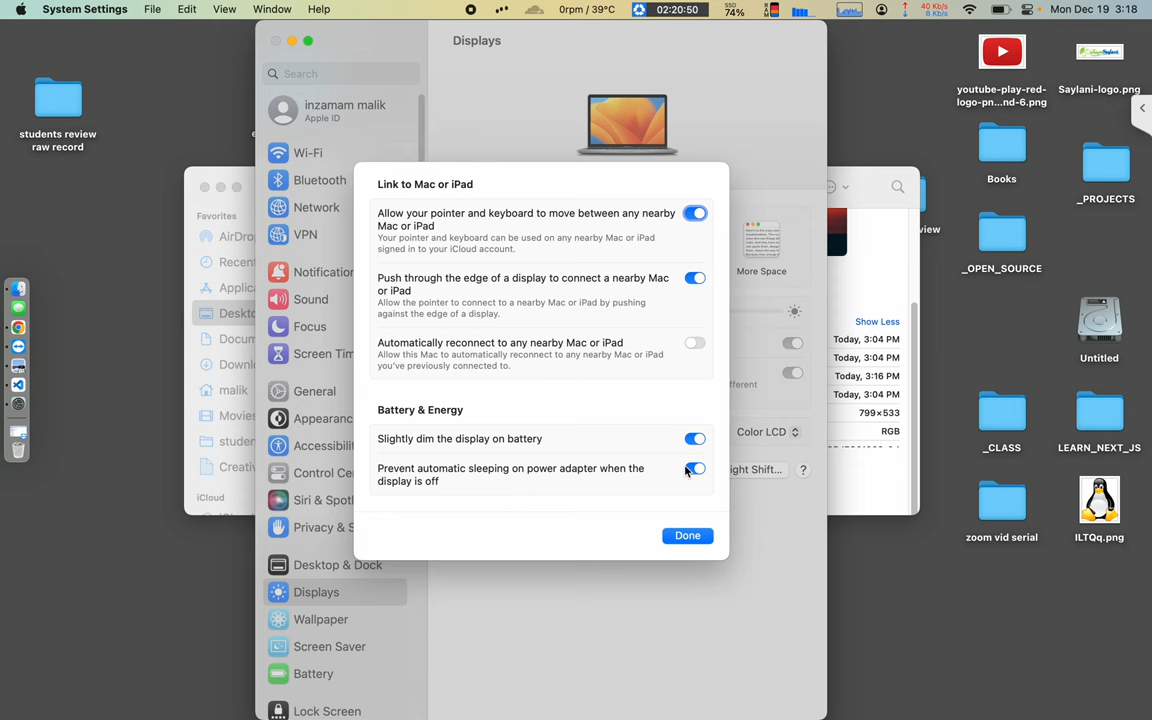 System Settings File Edit View Window Help
0rpm / 39°C
02:20:50
SSD
74%
40 Kb/s
8 Kb/s
Mon Dec 19 3:18
students review
raw record
Displays
Search
inzamam malik
Apple ID
Wi-Fi
Bluetooth
Network
VPN
Sound
Focus
General
Desktop & Dock
Displays
Wallpaper
Screen Saver
Battery
Lock Screen
Favorites
malik
iCloud
Link to Mac or iPad
Allow your pointer and keyboard to move between any nearby
Mac or iPad
Your pointer and keyboard can be used on any nearby Mac or iPad
signed in to your iCloud account.
Push through the edge of a display to connect a nearby Mac
or iPad
Allow the pointer to connect to a nearby Mac or iPad by pushing
against the edge of a display.
Automatically reconnect to any nearby Mac or iPad
Allow this Mac to automatically reconnect to any nearby Mac or iPad
you've previously connected to.
Battery & Energy
Slightly dim the display on battery
Prevent automatic sleeping on power adapter when the
display is off
Done
More Space
Color LCD
ight Shift...
?
Show Less
Today, 3:04 PM
Today, 3:04 PM
Today, 3:16 PM
Today, 3:04 PM
799×533
RGB
youtube-play-red-
logo-pn...nd-6.png
Saylani-logo.png
Books
_PROJECTS
_OPEN_SOURCE
Untitled
_CLASS
LEARN_NEXT_JS
zoom vid serial
ILTQq.png